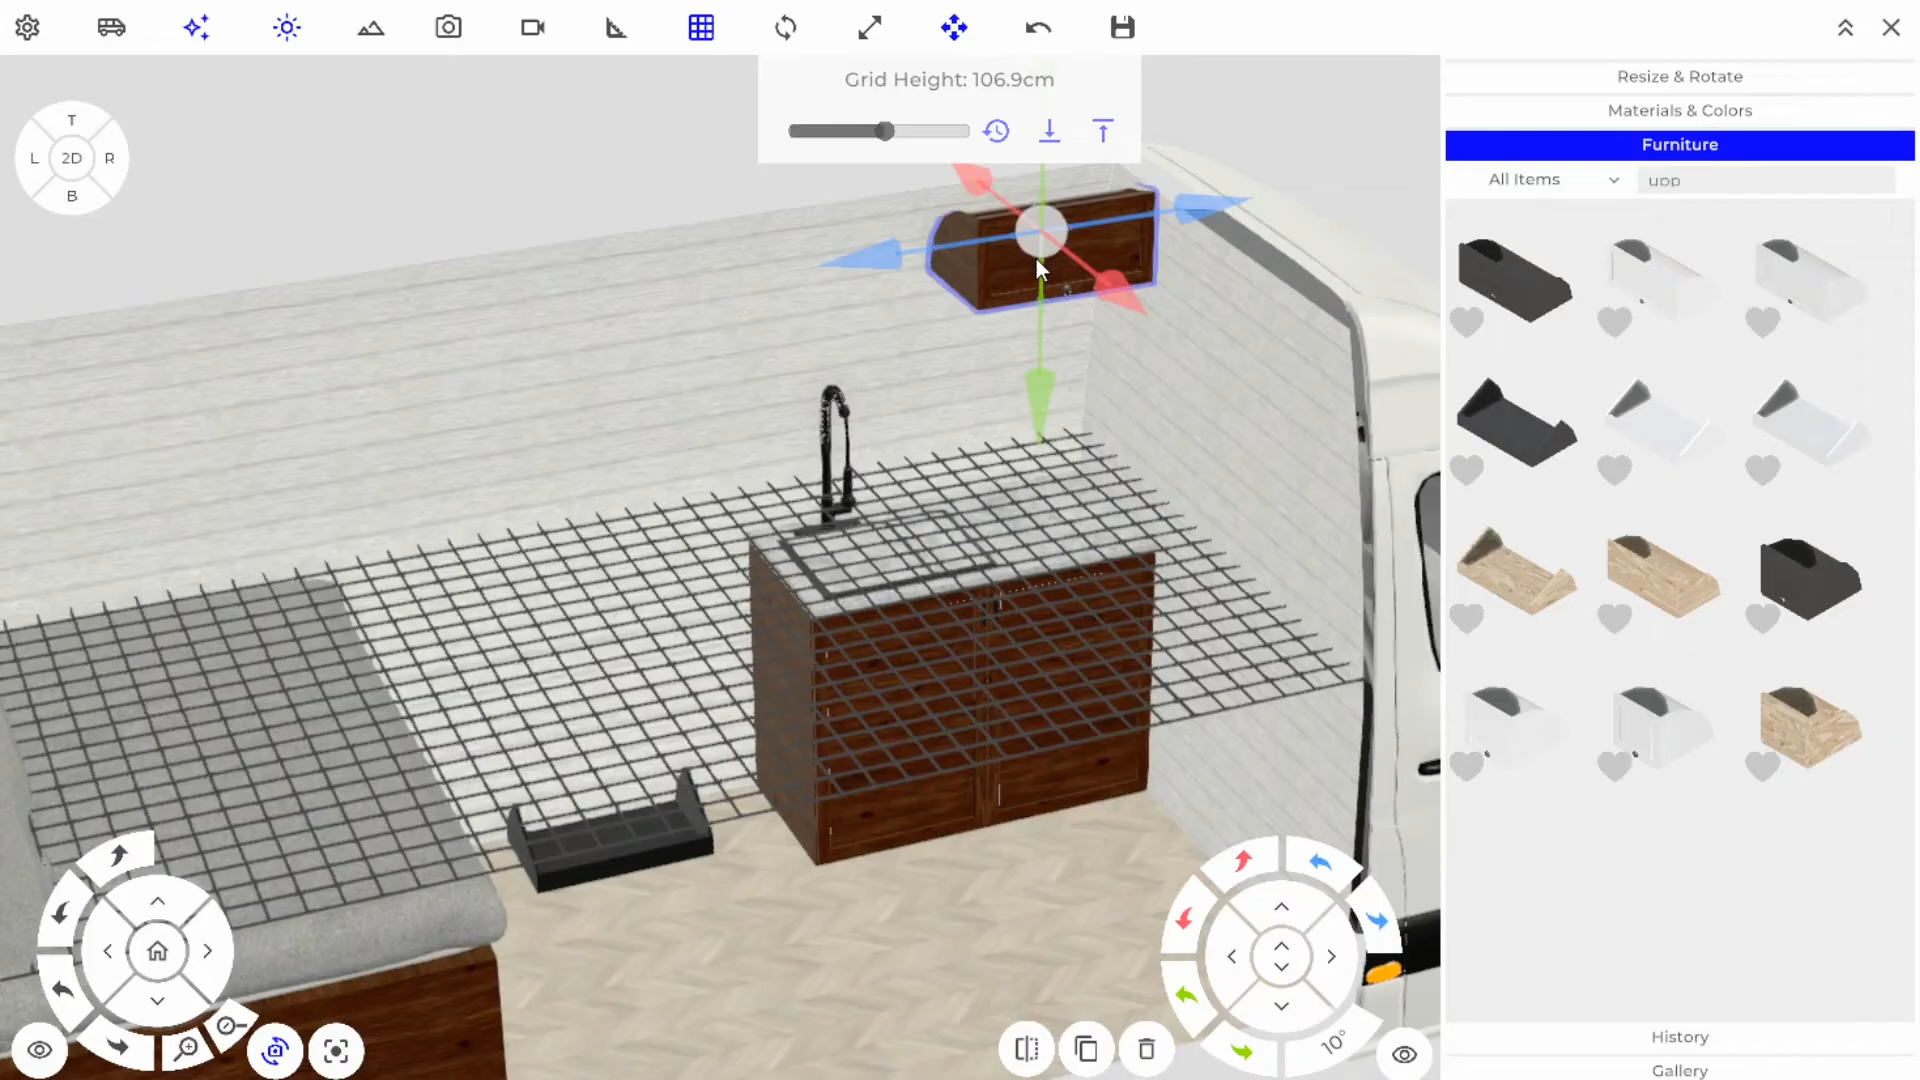 Grid Height: 106.9cm
T
L 2D R
B
Resize & Rotate
Materials & Colors
Furniture
All Items
upp
10°
History
Gallery